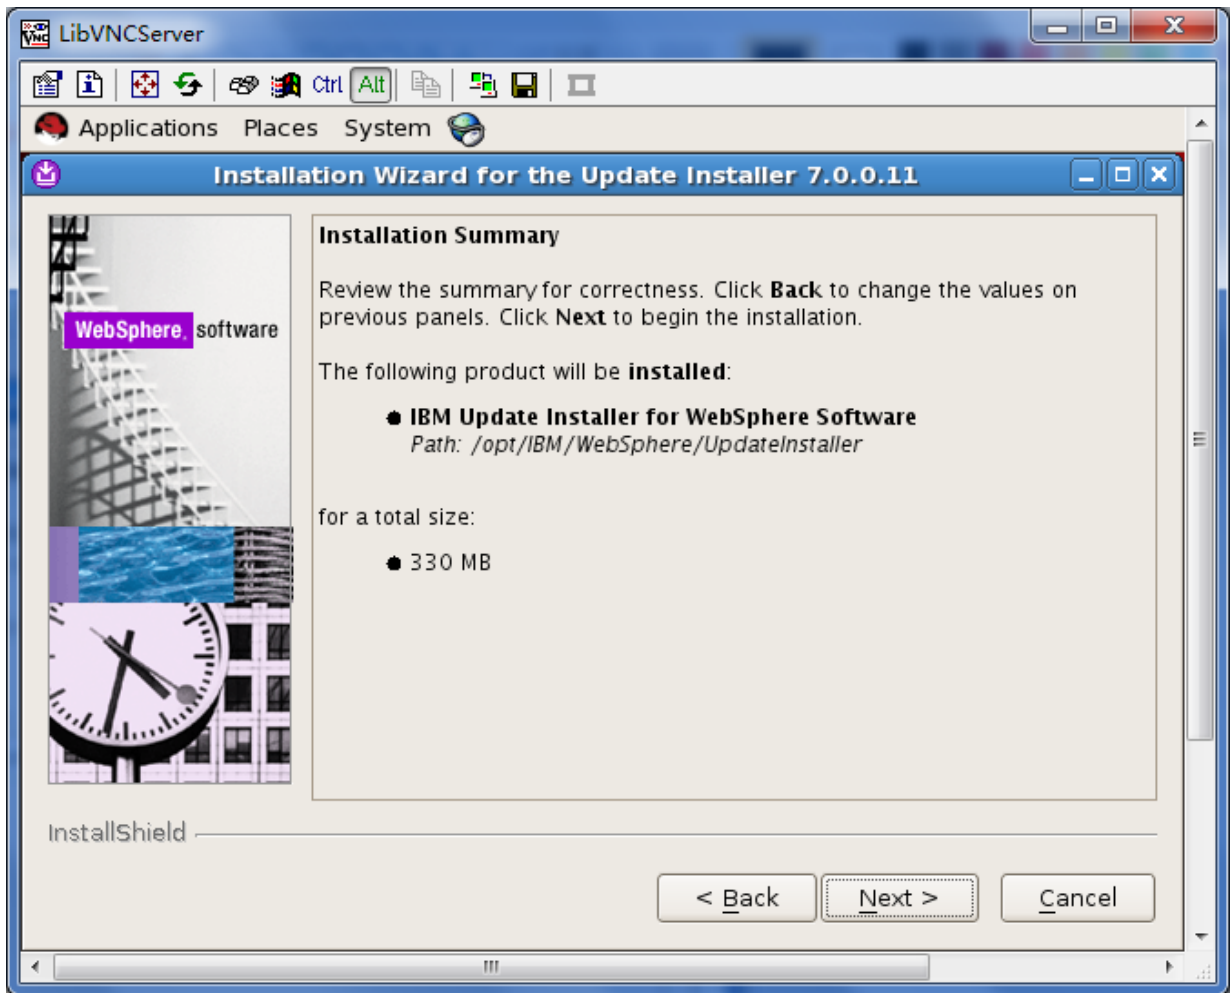 LibVNCServer
Ctrl Alt
Applications Places System
Installation Wizard for the Update Installer 7.0.0.11
WebSphere. software
Installation Summary
Review the summary for correctness. Click Back to change the values on
previous panels. Click Next to begin the installation.
The following product will be installed:
IBM Update Installer for WebSphere Software
Path: /opt/IBM/WebSphere/UpdateInstaller
for a total size:
330 MB
InstallShield
< Back Next > Cancel